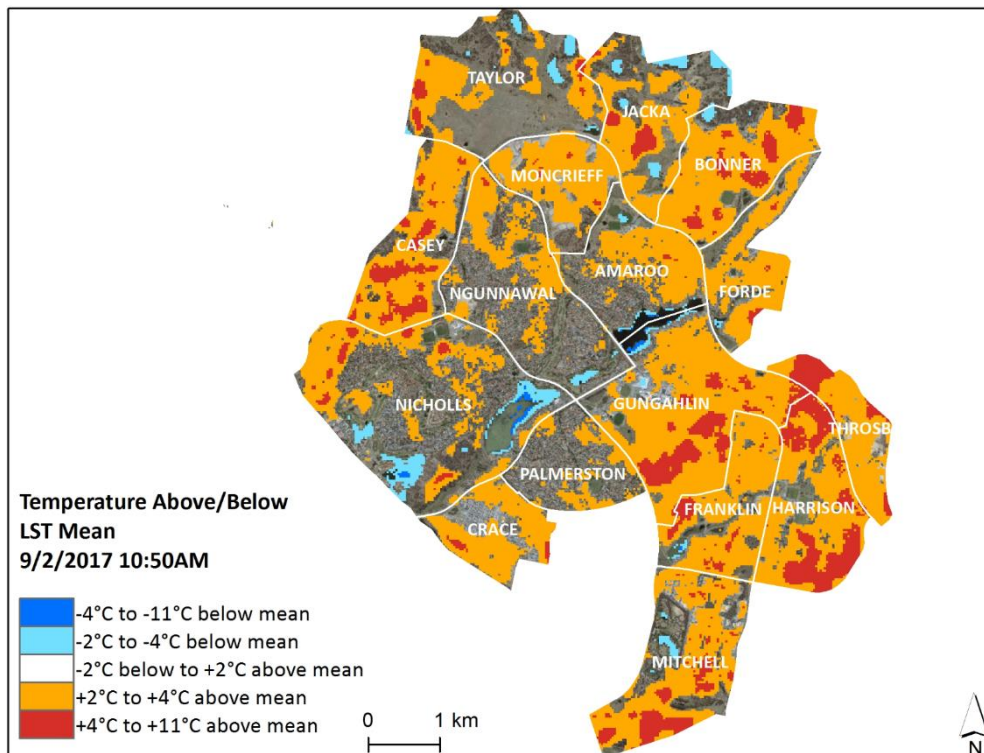 TAYLOR
JACKA
BONNER
MONCRIEFF
CASEY
AMAROO
NGUNNAWAL
FORDE
NICHOLLS
GUNGAHLIN
THROSB
PALMERSTON
FRANKLIN
HARRISON
CRACE
MITCHELL
Temperature Above/Below
LST Mean
9/2/2017 10:50AM
-4°C to -11°C below mean
-2°C to -4°C below mean
-2°C below to +2°C above mean
+2°C to +4°C above mean
+4°C to +11°C above mean
0 1 km
N